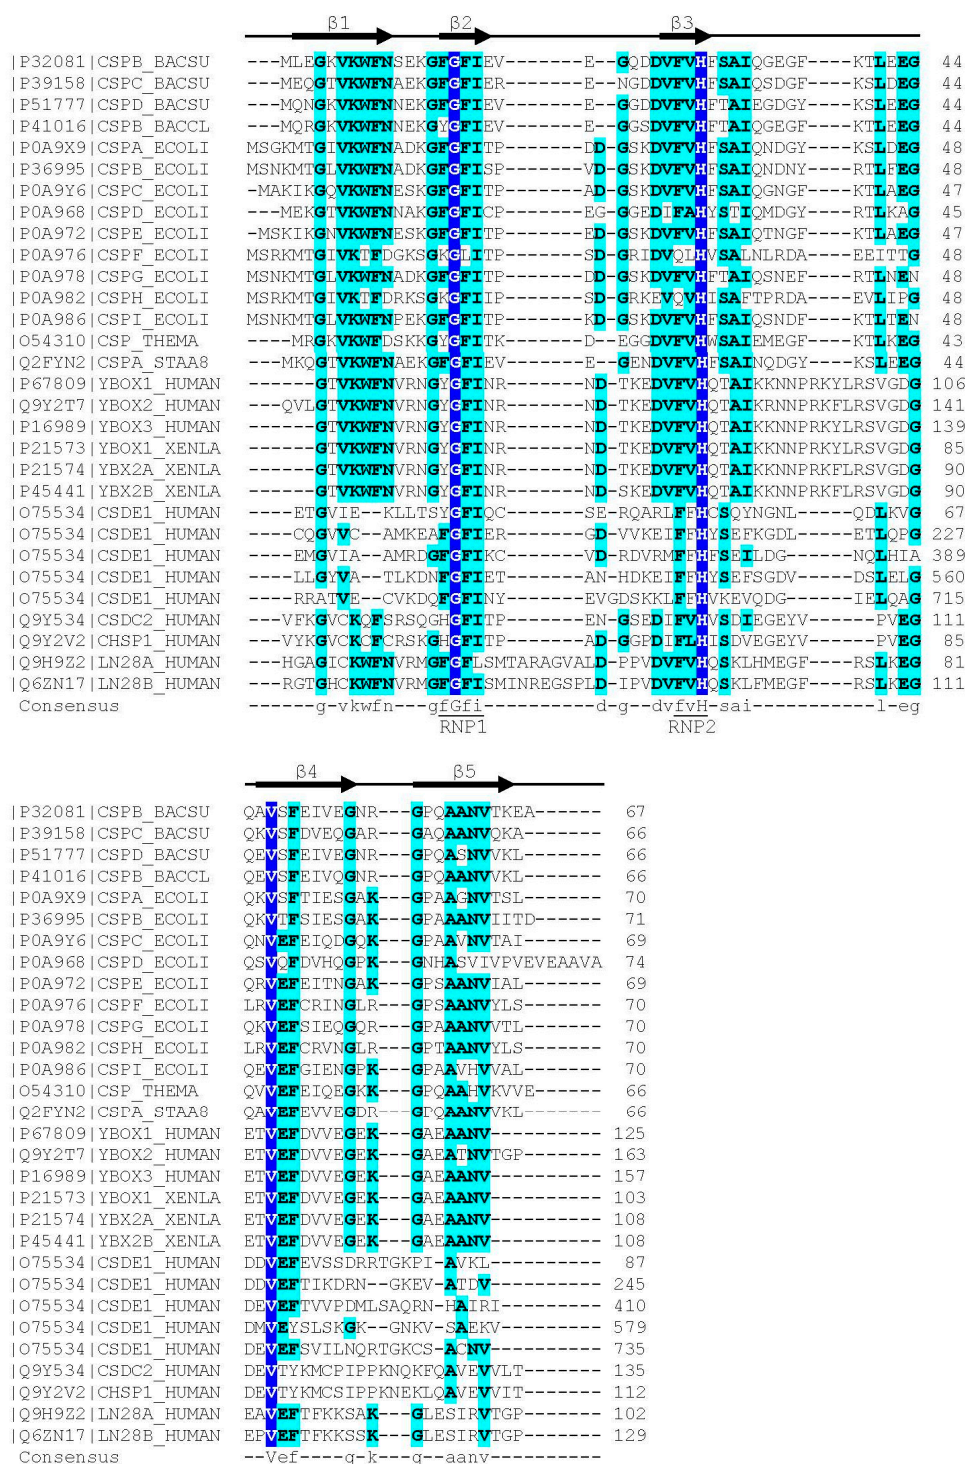 β1 β2 β3
|P32081|CSPB_BACSU ---MLEGKVKWFNSEKGFGFIEV---------E--GQDDVFVHFSAIQGEGF----KTLEEG 44
|P39158|CSPC_BACSU ---MEQGTVKWFNAEKGFGFIER---------E--NGDDVFVHFSAIQSDGF----KSLDEG 44
|P51777|CSPD_BACSU ---MQNGKVKWFNNEKGFGFIEV---------E--GGDDVFVHFTAIEGDGY----KSLEEG 44
|P41016|CSPB_BACCL ---MQRGKVKWFNNEKGYGFIEV---------E--GGSDVFVHFTAIQGEGF----KTLEEG 44
|P0A9X9|CSPA_ECOLI MSGKMTGIVKWFNADKGFGFITP---------DD-GSKDVFVHFSAIQNDGY----KSLDEG 48
|P36995|CSPB_ECOLI MSNKMTGLVKWFNADKGFGFISP---------VD-GSKDVFVHFSAIQNDNY----RTLFEG 48
|P0A9Y6|CSPC_ECOLI -MAKIKGQVKWFNESKGFGFITP---------AD-GSKDVFVHFSAIQGNGF----KTLAEG 47
|P0A968|CSPD_ECOLI ---MEKGTVKWFNNAKGFGFICP---------EG-GGEDIFAHYSTIQMDGY----RTLKAG 45
|P0A972|CSPE_ECOLI -MSKIKGNVKWFNESKGFGFITP---------ED-GSKDVFVHFSAIQTNGF----KTLAEG 47
|P0A976|CSPF_ECOLI MSRKMTGIVKTFDGKSGKGLITP---------SD-GRIDVQLHVSALNLRDA----EEITTG 48
|P0A978|CSPG_ECOLI MSNKMTGLVKWFNADKGFGFITP---------DD-GSKDVFVHFTAIQSNEF----RTLNEN 48
|P0A982|CSPH_ECOLI MSRKMTGIVKTFDRKSGKGFIIP---------SD-GRKEVQVHISAFTPRDA----EVLIPG 48
|P0A986|CSPI_ECOLI MSNKMTGLVKWFNPEKGFGFITP---------KD-GSKDVFVHFSAIQSNDF----KTLTEN 48
|O54310|CSP_THEMA ---MRGKVKWFDSKKGYGFITK---------D--EGGDVFVHWSAIEMEGF----KTLKEG 43
|Q2FYN2|CSPA_STAA8 ---MKQGTVKWFNAEKGFGFIEV---------E--GENDVFVHFSAINQDGY----KSLEEG 44
|P67809|YBOX1_HUMAN ------GTVKWFNVRNGYGFINR---------ND-TKEDVFVHQTAIKKNNPRKYLRSVGDG 106
|Q9Y2T7|YBOX2_HUMAN ---QVLGTVKWFNVRNGYGFINR---------ND-TKEDVFVHQTAIKRNNPRKFLRSVGDG 141
|P16989|YBOX3_HUMAN ------GTVKWFNVRNGYGFINR---------ND-TKEDVFVHQTAIKKNNPRKYLRSVGDG 139
|P21573|YBOX1_XENLA ------GTVKWFNVRNGYGFINR---------ND-TKEDVFVHQTAIKKNNPRKYLRSVGDG 85
|P21574|YBX2A_XENLA ------GTVKWFNVRNGYGFINR---------ND-TKEDVFVHQTAIKKNNPRKFLRSVGDG 90
|P45441|YBX2B_XENLA ------GTVKWFNVRNGYGFINR---------ND-SKEDVFVHQTAIKKNNPRKFLRSVGDG 90
|O75534|CSDE1_HUMAN ----ETGVIE-KLLTSYGFIQC---------SE-RQARLFFHCSQYNGNL----QDLKVG 67
|O75534|CSDE1_HUMAN ----CQGVVC-AMKEAFGFIER---------GD-VVKEIFFHYSEFKGDL----ETLQPG 227
|O75534|CSDE1_HUMAN ----EMGVIA-AMRDGFGFIKC---------VD-RDVRMFFHFSEILDG-----NQLHIA 389
|O75534|CSDE1_HUMAN ----LLGYVA--TLKDNFGFIET---------AN-HDKEIFFHYSEFSGDV----DSLELG 560
|O75534|CSDE1_HUMAN ----RRATVE--CVKDQFGFINY---------EVGDSKKLFFHVKEVQDG-----IELQAG 715
|Q9Y534|CSDC2_HUMAN ---VFKGVCKQFSRSQGHGFITP---------EN-GSEDIFVHVSDIEGEYV-----PVEG 111
|Q9Y2V2|CHSP1_HUMAN ---VYKGVCKCFCRSKGHGFITP---------AD-GGPDIFLHISDVEGEYV-----PVEG 85
|Q9H9Z2|LN28A_HUMAN ---HGAGICKWFNVRMGFGFLSMTARAGVALD-PPVDVFVHQSKLHMEGF----RSLKEG 81
|Q6ZN17|LN28B_HUMAN ---RGTGHCKWFNVRMGFGFISMINREGSPLD-IPVDVFVHQSKLFMEGF----RSLKEG 111
Consensus ------g-vkwfn---gfGfi----------d-g--dvfvH-sai-----------l-eg
RNP1 RNP2
β4 β5
|P32081|CSPB_BACSU QAVSFEIVEGNR---GPQAANVTKEA------ 67
|P39158|CSPC_BACSU QKVSFDVEQGAR---GAQAANVQKA------- 66
|P51777|CSPD_BACSU QEVSFEIVEGNR---GPQASNVVKL------- 66
|P41016|CSPB_BACCL QEVSFEIVQGNR---GPQAANVVKL------- 66
|P0A9X9|CSPA_ECOLI QKVSFTIESGAK---GPAAGNVTSL------- 70
|P36995|CSPB_ECOLI QKVTFSIESGAK---GPAAANVIITD------ 71
|P0A9Y6|CSPC_ECOLI QNVEFEIQDGQK---GPAAVNVTAI------- 69
|P0A968|CSPD_ECOLI QSVQFDVHQGPK---GNHASVIVPVEVEAAVA 74
|P0A972|CSPE_ECOLI QRVEFEITNGAK---GPSAANVIAL------- 69
|P0A976|CSPF_ECOLI LRVEFCRINGLR---GPSAANVYLS------- 70
|P0A978|CSPG_ECOLI QKVEFSIEQGQR---GPAAANVVTL------- 70
|P0A982|CSPH_ECOLI LRVEFCRVNGLR---GPTAANVYLS------- 70
|P0A986|CSPI_ECOLI QEVEFGIENGPK---GPAAVHVVAL------- 70
|O54310|CSP_THEMA QVVEFEIQEGKK---GPQAAHVKVVE------ 66
|Q2FYN2|CSPA_STAA8 QAVEFEVVEGDR---GPQAANVVKL------- 66
|P67809|YBOX1_HUMAN ETVEFDVVEGEK---GAEAANV---------- 125
|Q9Y2T7|YBOX2_HUMAN ETVEFDVVEGEK---GAEATNVTGP------- 163
|P16989|YBOX3_HUMAN ETVEFDVVEGEK---GAEAANV---------- 157
|P21573|YBOX1_XENLA ETVEFDVVEGEK---GAEAANV---------- 103
|P21574|YBX2A_XENLA ETVEFDVVEGEK---GAEAANV---------- 108
|P45441|YBX2B_XENLA ETVEFDVVEGEK---GAEAANV---------- 108
|O75534|CSDE1_HUMAN DDVEFEVSSDRRTGKPI-AVKL---------- 87
|O75534|CSDE1_HUMAN DDVEFTIKDRN--GKEV-ATDV---------- 245
|O75534|CSDE1_HUMAN DEVEFTVVPDMLSAQRN-HAIRI--------- 410
|O75534|CSDE1_HUMAN DMVEYSLSKGK--GNKV-SAEKV--------- 579
|O75534|CSDE1_HUMAN DEVEFSVILNQRTGKCS-ACNV---------- 735
|Q9Y534|CSDC2_HUMAN DEVTYKMCPIPPKNQKFQAVEVVLT------- 135
|Q9Y2V2|CHSP1_HUMAN DEVTYKMCSIPPKNEKLQAVEVVIT------- 112
|Q9H9Z2|LN28A_HUMAN EAVEFTFKKSAK---GLESIRVTGP------- 102
|Q6ZN17|LN28B_HUMAN EPVEFTFKKSSK---GLESIRVTGP------- 129
Consensus --Vef---g-k---g--aanv----------